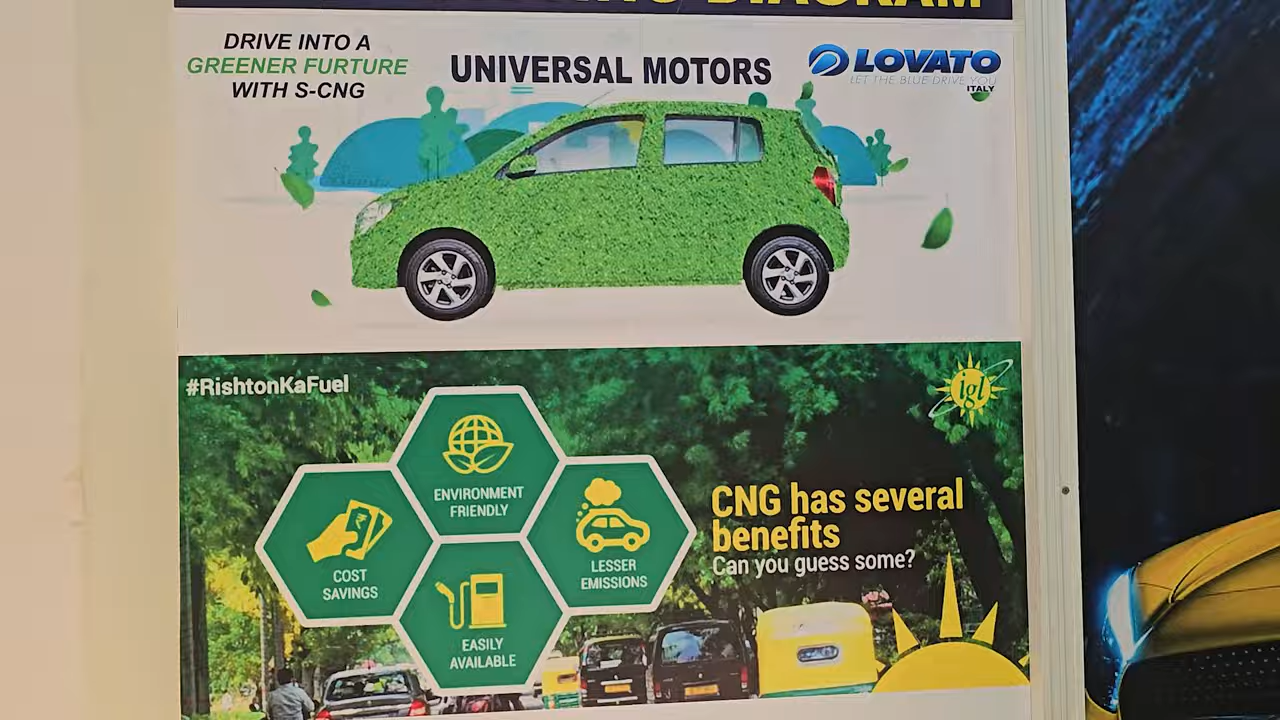 DIAGRAM
DRIVE INTO A
GREENER FURTURE
WITH S-CNG
UNIVERSAL MOTORS
LOVATO
LET THE BLUE DRIVE YOU
ITALY
#RishtonKaFuel
igl
ENVIRONMENT
FRIENDLY
COST
SAVINGS
LESSER
EMISSIONS
EASILY
AVAILABLE
CNG has several
benefits
Can you guess some?